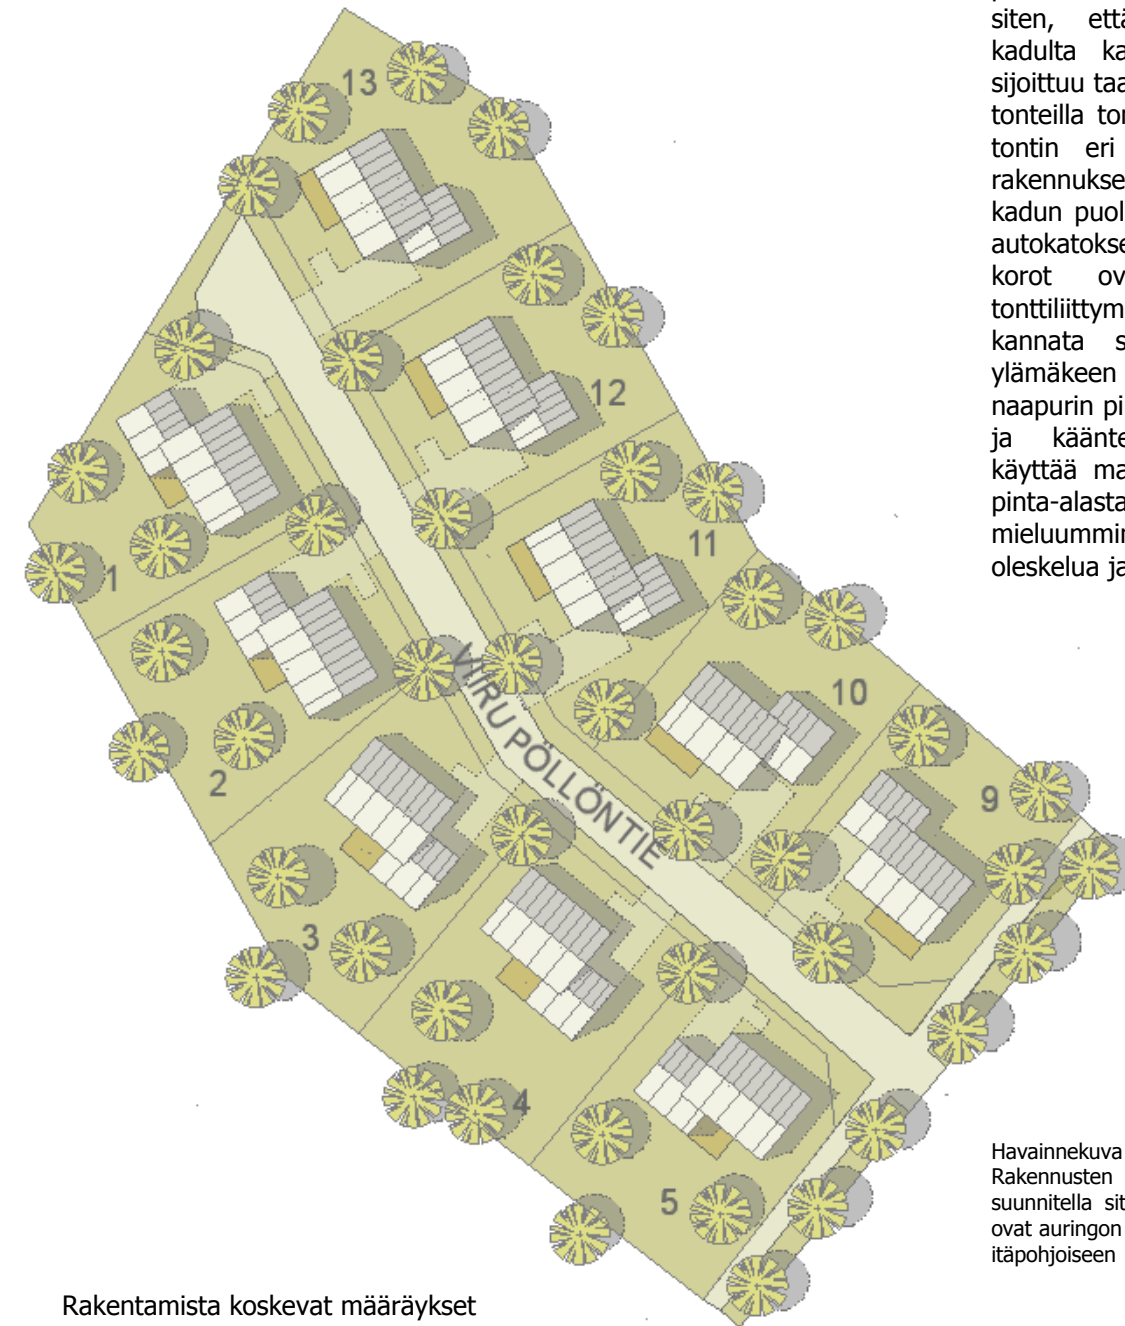 siten, että
kadulta ka
sijoittuu taa
tonteilla ton
tontin eri
rakennukse
kadun puol
autokatokse
korot ov
tonttiliittym
kannata s
ylämäkeen
naapurin pi
ja käänte
käyttää ma
pinta-alasta
mieluummin
oleskelua ja
13
12
11
1
10
2
9
VIIRU PÖLLÖNTIE
3
4
5
Havainnekuva
Rakennusten
suunnitella sit
ovat auringon
itäpohjoiseen
Rakentamista koskevat määräykset